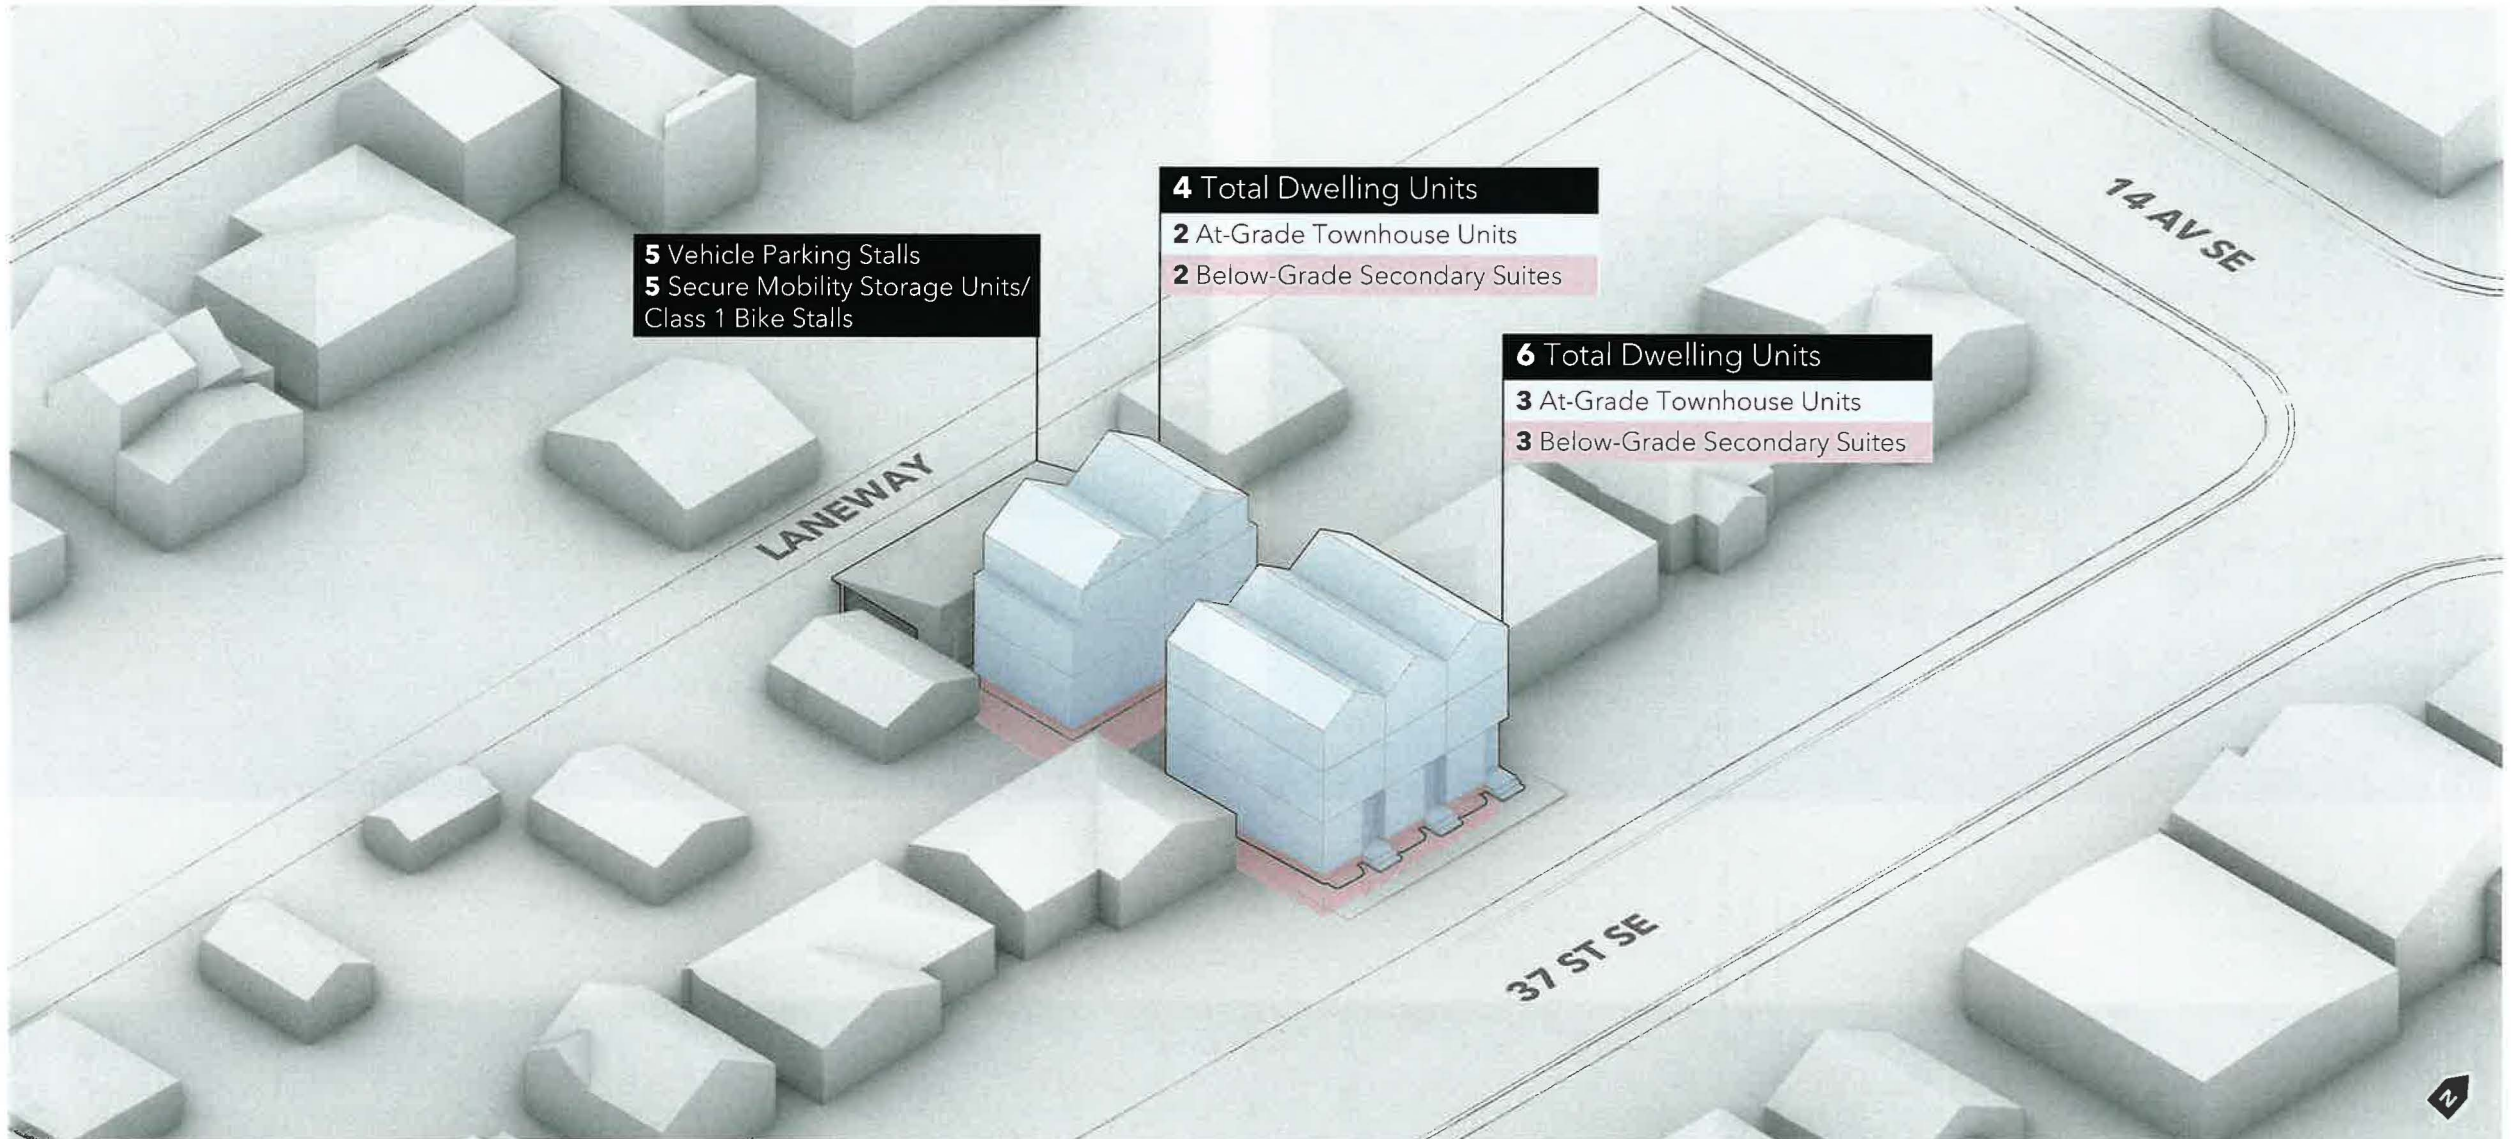 14 AV SE
4 Total Dwelling Units
2 At-Grade Townhouse Units
2 Below-Grade Secondary Suites
5 Vehicle Parking Stalls
5 Secure Mobility Storage Units/
Class 1 Bike Stalls
6 Total Dwelling Units
3 At-Grade Townhouse Units
3 Below-Grade Secondary Suites
LANEWAY
37 ST SE
N